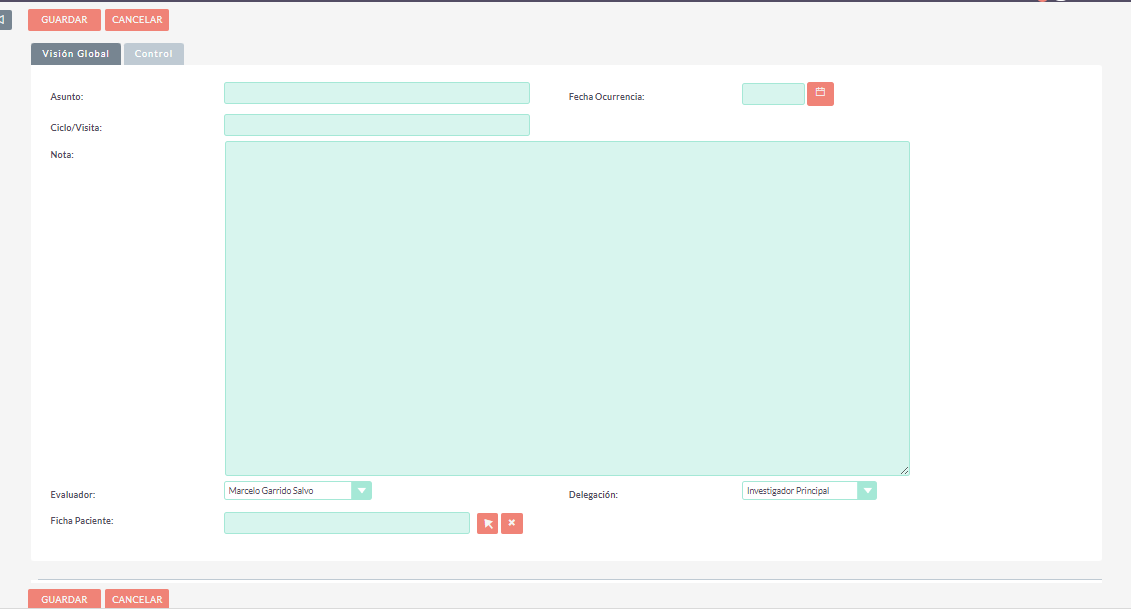 GUARDAR CANCELAR
Visión Global Control
Asunto: Fecha Ocurrencia:
Ciclo/Visita:
Nota:
Evaluador: Marcelo Garrido Salvo Delegación: Investigador Principal
Ficha Paciente:
GUARDAR CANCELAR